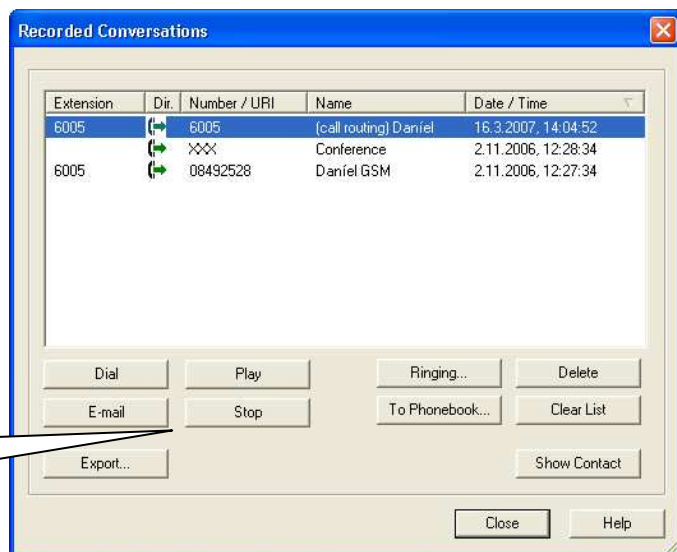 Recorded Conversations
Extension Dir. Number / URI Name Date / Time
6005 6005 (call routing) Daníel 16.3.2007, 14:04:52
XXX Conference 2.11.2006, 12:28:34
6005 08492528 Daníel GSM 2.11.2006, 12:27:34
Dial Play Ringing... Delete
E-mail Stop To Phonebook... Clear List
Export... Show Contact
Close Help